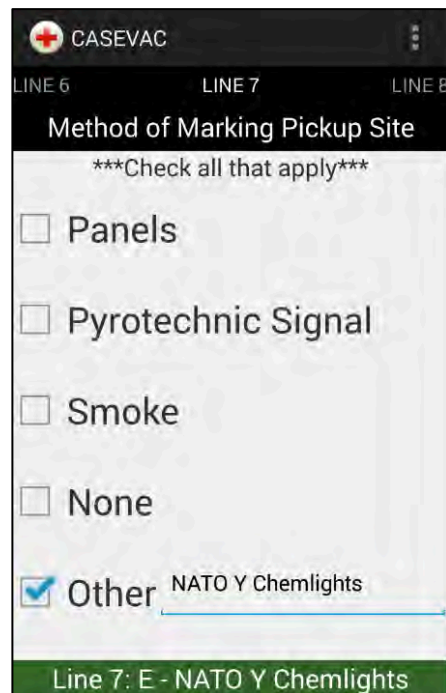 CASEVAC
LINE 6 LINE 7 LINE 8
Method of Marking Pickup Site
***Check all that apply***
Panels
Pyrotechnic Signal
Smoke
None
Other NATO Y Chemlights
Line 7: E - NATO Y Chemlights